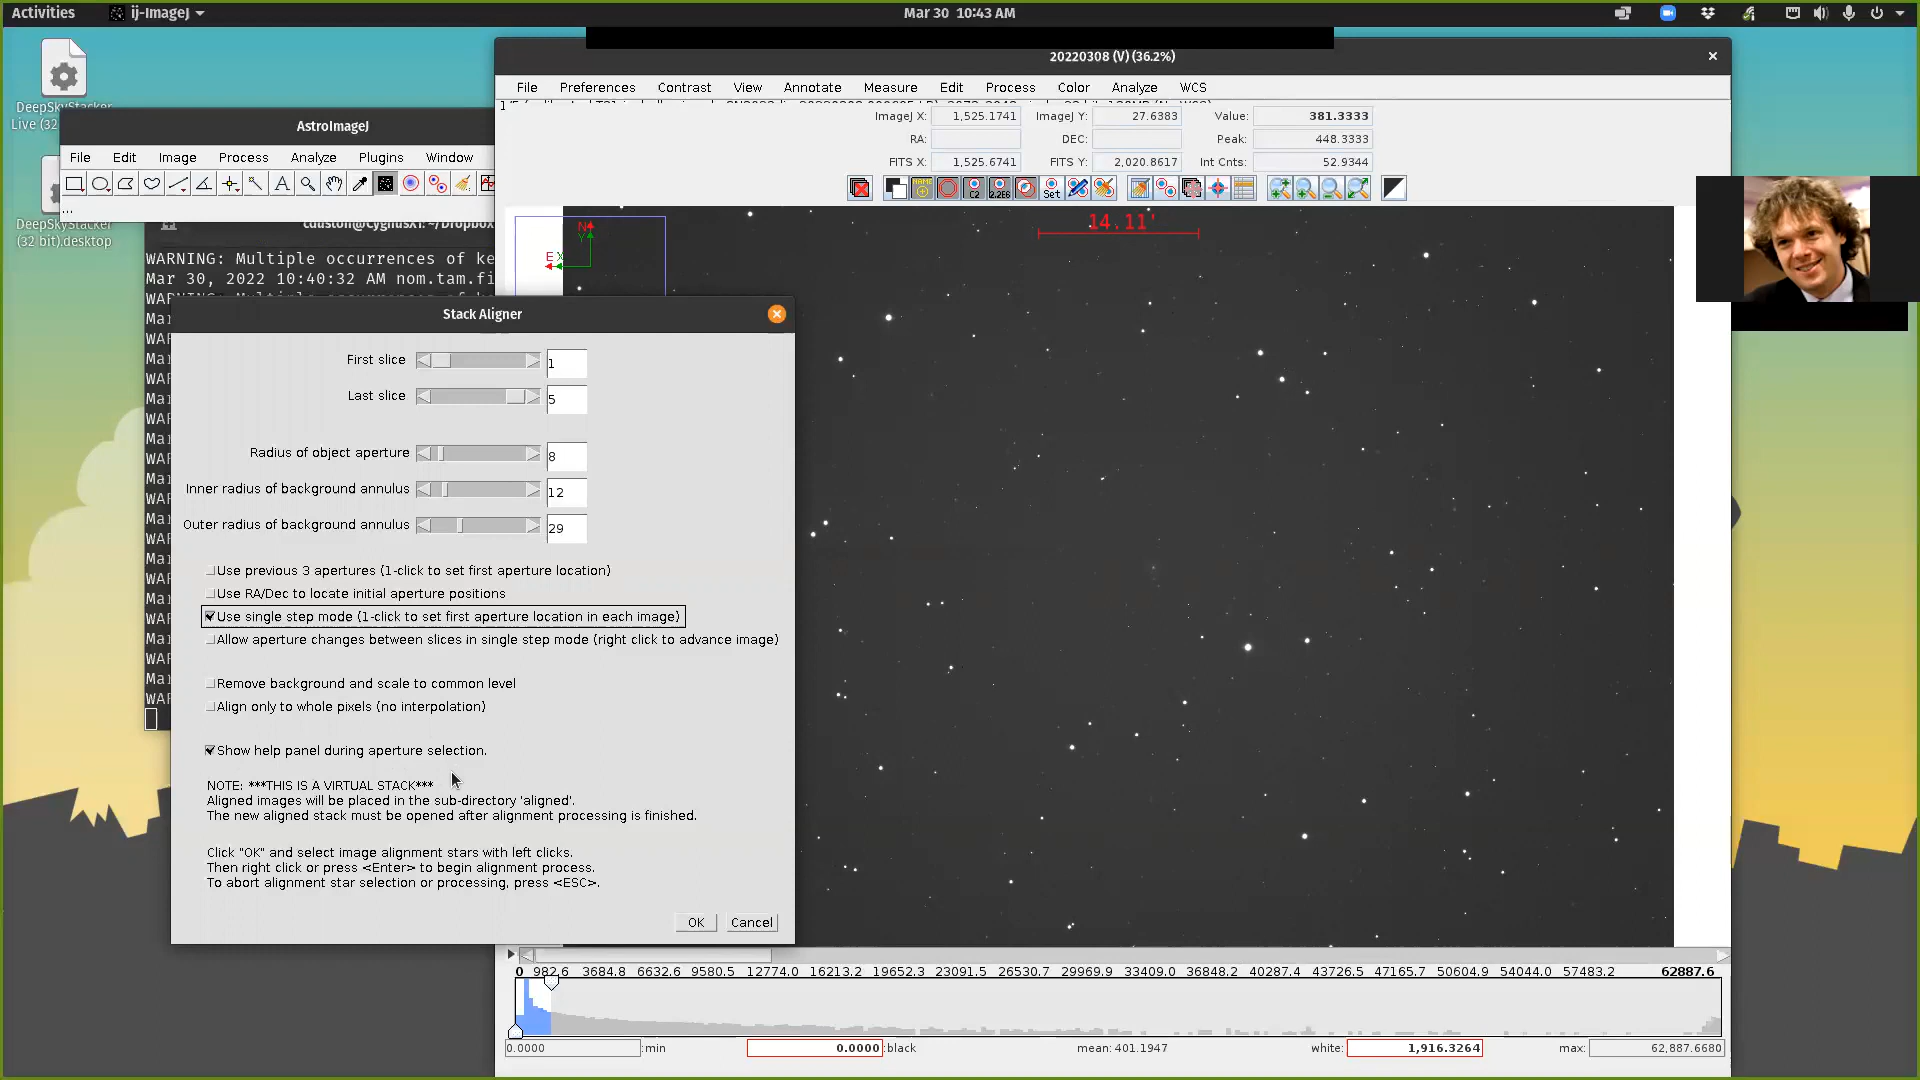 Activities
ij-ImageJ
Mar 30 10:43 AM
DeepSkyStacker
Live (32
DeepSkyStacker
(32 bit).desktop
AstroImageJ
File Edit Image Process Analyze Plugins Window
...
WARNING: Multiple occurrences of ke
Mar 30, 2022 10:40:32 AM nom.tam.fi
20220308 (V) (36.2%)
File Preferences Contrast View Annotate Measure Edit Process Color Analyze WCS
ImageJ X: 1,525.1741 ImageJ Y: 27.6383 Value: 381.3333
RA: DEC: Peak: 448.3333
FITS X: 1,525.6741 FITS Y: 2,020.8617 Int Cnts: 52.9344
C2 2.2E6 Set
14.11'
N
Y
E X
Stack Aligner
First slice 1
Last slice 5
Radius of object aperture 8
Inner radius of background annulus 12
Outer radius of background annulus 29
Use previous 3 apertures (1-click to set first aperture location)
Use RA/Dec to locate initial aperture positions
Use single step mode (1-click to set first aperture location in each image)
Allow aperture changes between slices in single step mode (right click to advance image)
Remove background and scale to common level
Align only to whole pixels (no interpolation)
Show help panel during aperture selection.
NOTE: ***THIS IS A VIRTUAL STACK***
Aligned images will be placed in the sub-directory 'aligned'.
The new aligned stack must be opened after alignment processing is finished.
Click "OK" and select image alignment stars with left clicks.
Then right click or press <Enter> to begin alignment process.
To abort alignment star selection or processing, press <ESC>.
OK Cancel
0 982.6 3684.8 6632.6 9580.5 12774.0 16213.2 19652.3 23091.5 26530.7 29969.9 33409.0 36848.2 40287.4 43726.5 47165.7 50604.9 54044.0 57483.2 62887.6
0.0000 :min 0.0000 :black mean: 401.1947 white: 1,916.3264 max: 62,887.6680